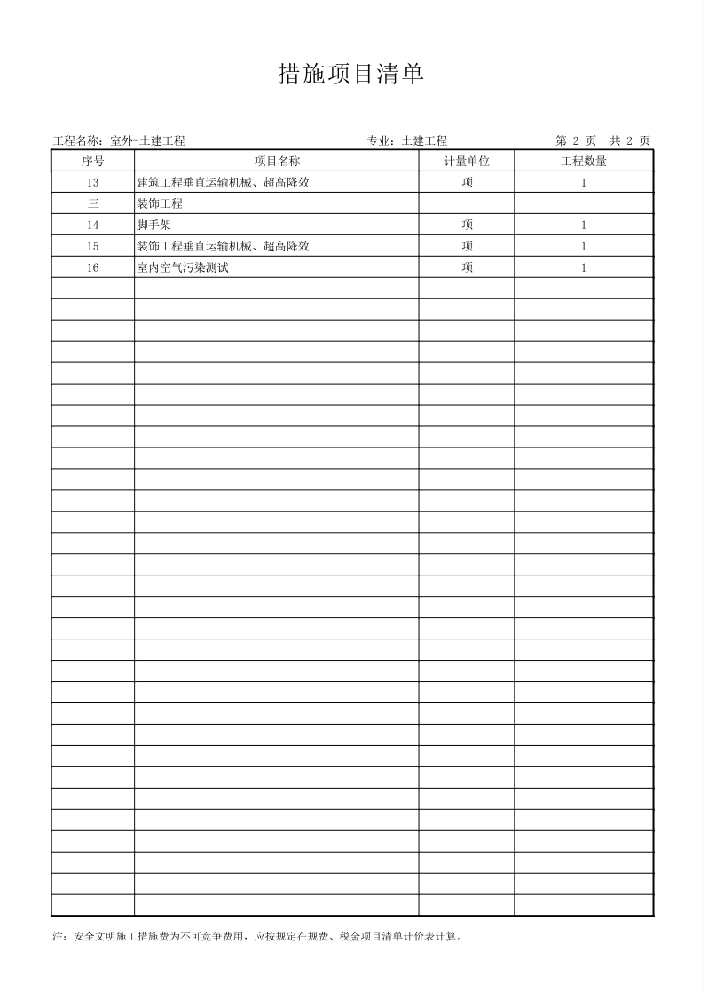 措施项目清单
工程名称：室外-土建工程 专业：土建工程 第 2 页 共 2 页
序号 项目名称 计量单位 工程数量
13 建筑工程垂直运输机械、超高降效 项 1
三 装饰工程
14 脚手架 项 1
15 装饰工程垂直运输机械、超高降效 项 1
16 室内空气污染测试 项 1
注：安全文明施工措施费为不可竞争费用，应按规定在规费、税金项目清单计价表计算。